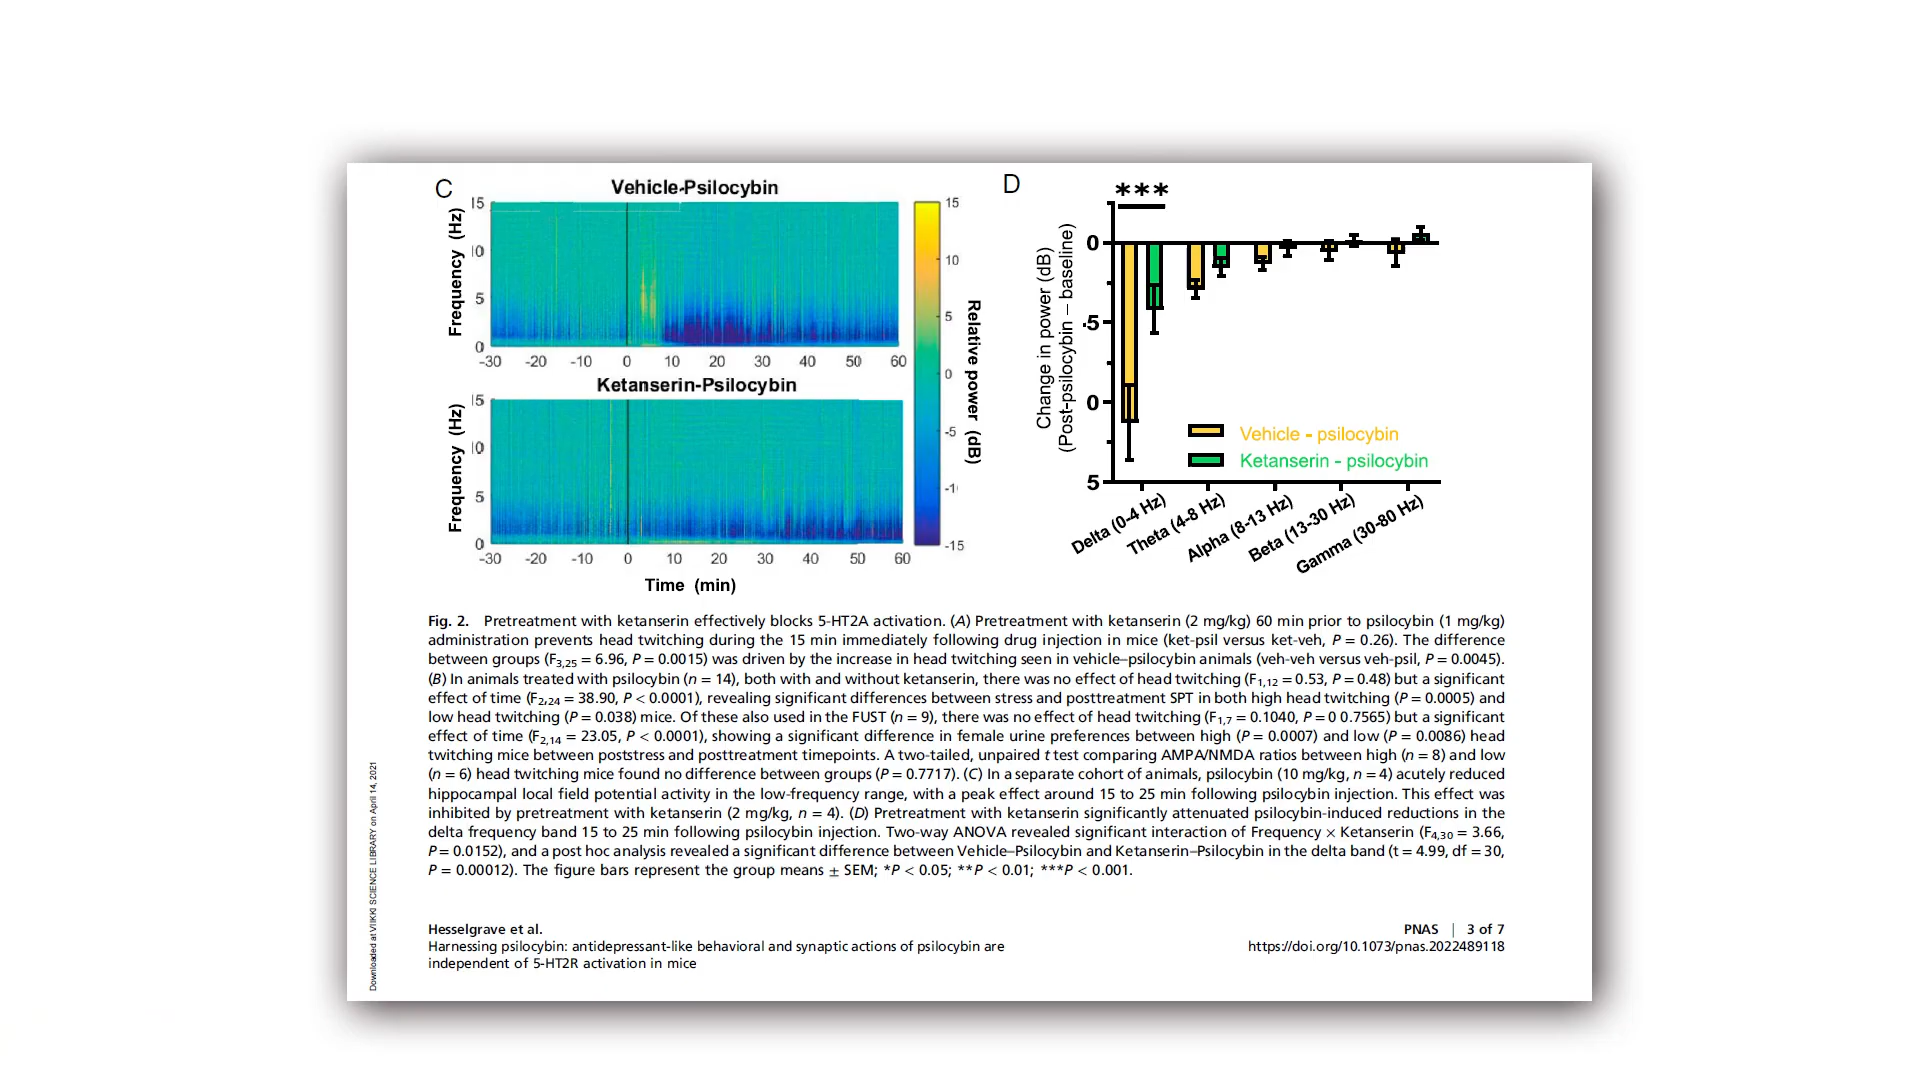 C
Vehicle-Psilocybin
Frequency (Hz)
15
10
5
0
-30 -20 -10 0 10 20 30 40 50 60
Ketanserin-Psilocybin
Frequency (Hz)
15
10
5
0
-30 -20 -10 0 10 20 30 40 50 60
Time (min)
15
10
5
0
-5
-1
-15
Relative power (dB)
D
***
Change in power (dB)
(Post-psilocybin – baseline)
0
-5
0
5
Vehicle - psilocybin
Ketanserin - psilocybin
Delta (0-4 Hz)
Theta (4-8 Hz)
Alpha (8-13 Hz)
Beta (13-30 Hz)
Gamma (30-80 Hz)
Fig. 2. Pretreatment with ketanserin effectively blocks 5-HT2A activation. (A) Pretreatment with ketanserin (2 mg/kg) 60 min prior to psilocybin (1 mg/kg)
administration prevents head twitching during the 15 min immediately following drug injection in mice (ket-psil versus ket-veh, P = 0.26). The difference
between groups (F3,25 = 6.96, P = 0.0015) was driven by the increase in head twitching seen in vehicle–psilocybin animals (veh-veh versus veh-psil, P = 0.0045).
(B) In animals treated with psilocybin (n = 14), both with and without ketanserin, there was no effect of head twitching (F1,12 = 0.53, P = 0.48) but a significant
effect of time (F2,24 = 38.90, P < 0.0001), revealing significant differences between stress and posttreatment SPT in both high head twitching (P = 0.0005) and
low head twitching (P = 0.038) mice. Of these also used in the FUST (n = 9), there was no effect of head twitching (F1,7 = 0.1040, P = 0 0.7565) but a significant
effect of time (F2,14 = 23.05, P < 0.0001), showing a significant difference in female urine preferences between high (P = 0.0007) and low (P = 0.0086) head
twitching mice between poststress and posttreatment timepoints. A two-tailed, unpaired t test comparing AMPA/NMDA ratios between high (n = 8) and low
(n = 6) head twitching mice found no difference between groups (P = 0.7717). (C) In a separate cohort of animals, psilocybin (10 mg/kg, n = 4) acutely reduced
hippocampal local field potential activity in the low-frequency range, with a peak effect around 15 to 25 min following psilocybin injection. This effect was
inhibited by pretreatment with ketanserin (2 mg/kg, n = 4). (D) Pretreatment with ketanserin significantly attenuated psilocybin-induced reductions in the
delta frequency band 15 to 25 min following psilocybin injection. Two-way ANOVA revealed significant interaction of Frequency × Ketanserin (F4,30 = 3.66,
P = 0.0152), and a post hoc analysis revealed a significant difference between Vehicle–Psilocybin and Ketanserin–Psilocybin in the delta band (t = 4.99, df = 30,
P = 0.00012). The figure bars represent the group means ± SEM; *P < 0.05; **P < 0.01; ***P < 0.001.
Downloaded at VIIKKI SCIENCE LIBRARY on April 14, 2021
Hesselgrave et al.
Harnessing psilocybin: antidepressant-like behavioral and synaptic actions of psilocybin are
independent of 5-HT2R activation in mice
PNAS | 3 of 7
https://doi.org/10.1073/pnas.2022489118